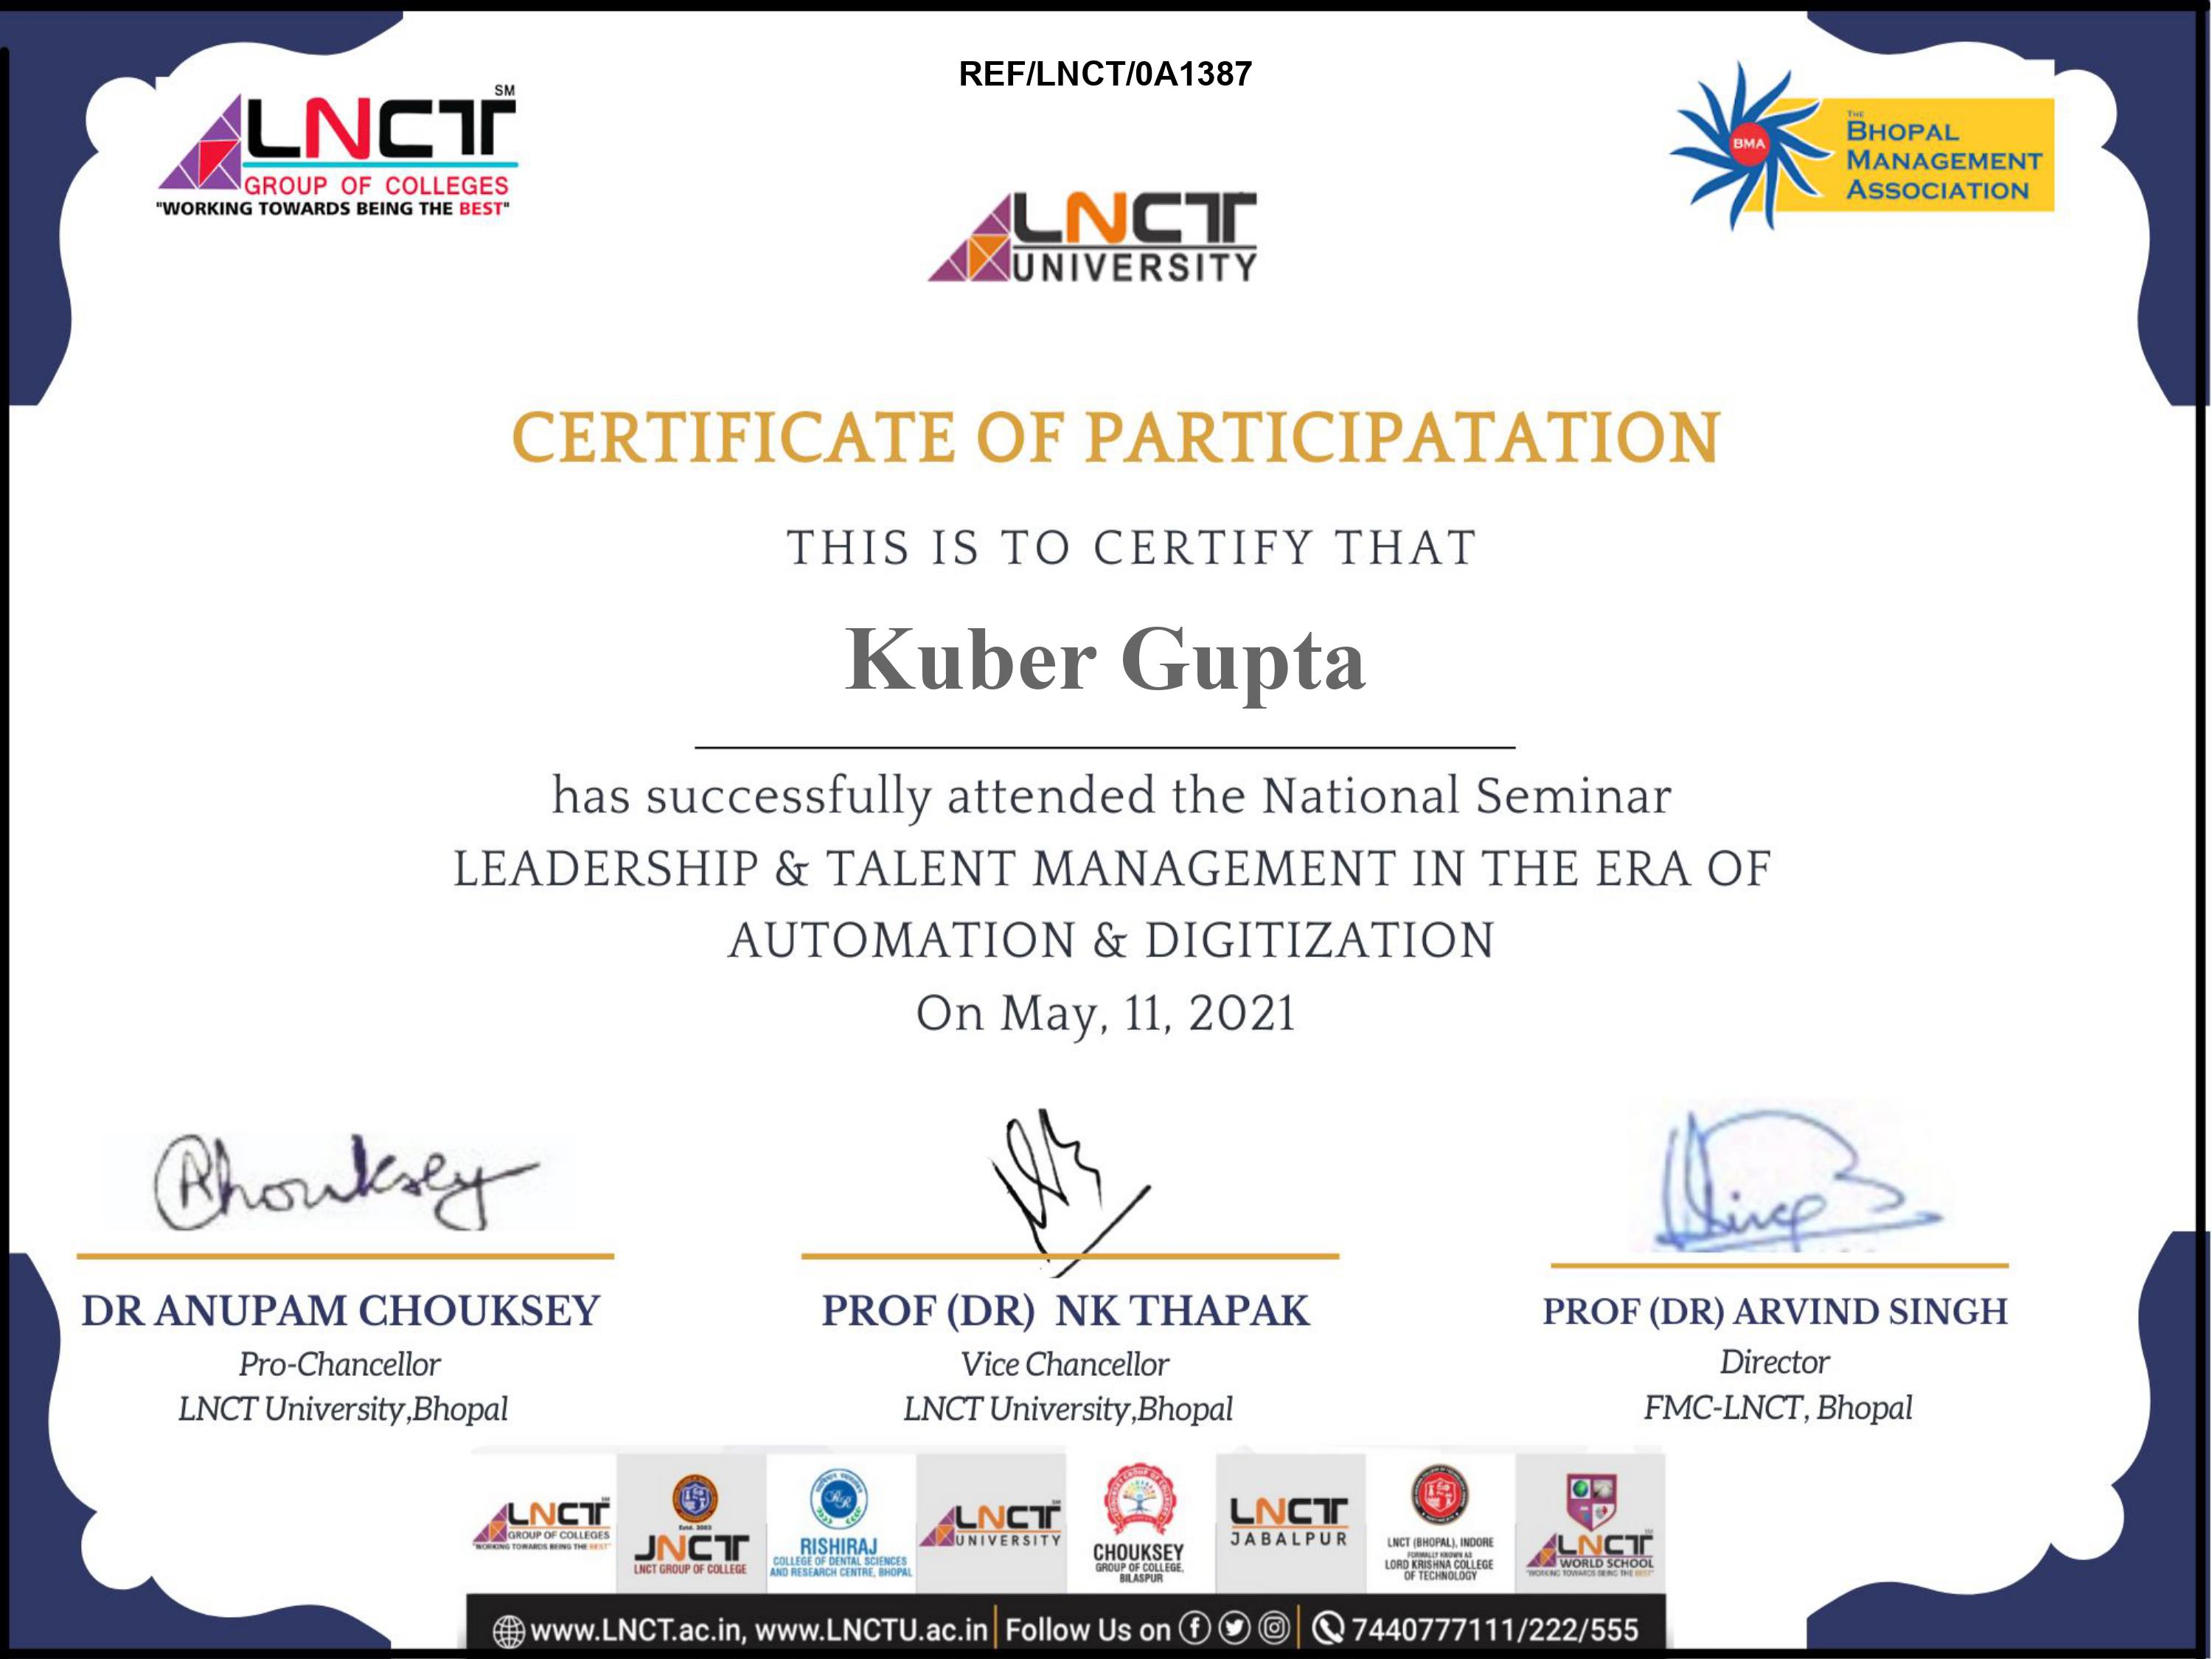 REF/LNCT/0A1387
LNCT SM
GROUP OF COLLEGES
"WORKING TOWARDS BEING THE BEST"
LNCT
UNIVERSITY
BMA
THE
BHOPAL
MANAGEMENT
ASSOCIATION
CERTIFICATE OF PARTICIPATATION
THIS IS TO CERTIFY THAT
Kuber Gupta
has successfully attended the National Seminar
LEADERSHIP & TALENT MANAGEMENT IN THE ERA OF
AUTOMATION & DIGITIZATION
On May, 11, 2021
Chouksey
DR ANUPAM CHOUKSEY
Pro-Chancellor
LNCT University,Bhopal
PROF (DR) NK THAPAK
Vice Chancellor
LNCT University,Bhopal
PROF (DR) ARVIND SINGH
Director
FMC-LNCT, Bhopal
LNCT
GROUP OF COLLEGES
"WORKING TOWARDS BEING THE BEST"
Estd. 2003
JNCT
LNCT GROUP OF COLLEGE
RISHIRAJ
COLLEGE OF DENTAL SCIENCES
AND RESEARCH CENTRE, BHOPAL
LNCT
UNIVERSITY
CHOUKSEY
GROUP OF COLLEGE,
BILASPUR
LNCT
JABALPUR
LNCT (BHOPAL), INDORE
FORMALLY KNOWN AS
LORD KRISHNA COLLEGE
OF TECHNOLOGY
LNCT
WORLD SCHOOL
"WORKING TOWARDS BEING THE BEST"
www.LNCT.ac.in, www.LNCTU.ac.in | Follow Us on | 7440777111/222/555